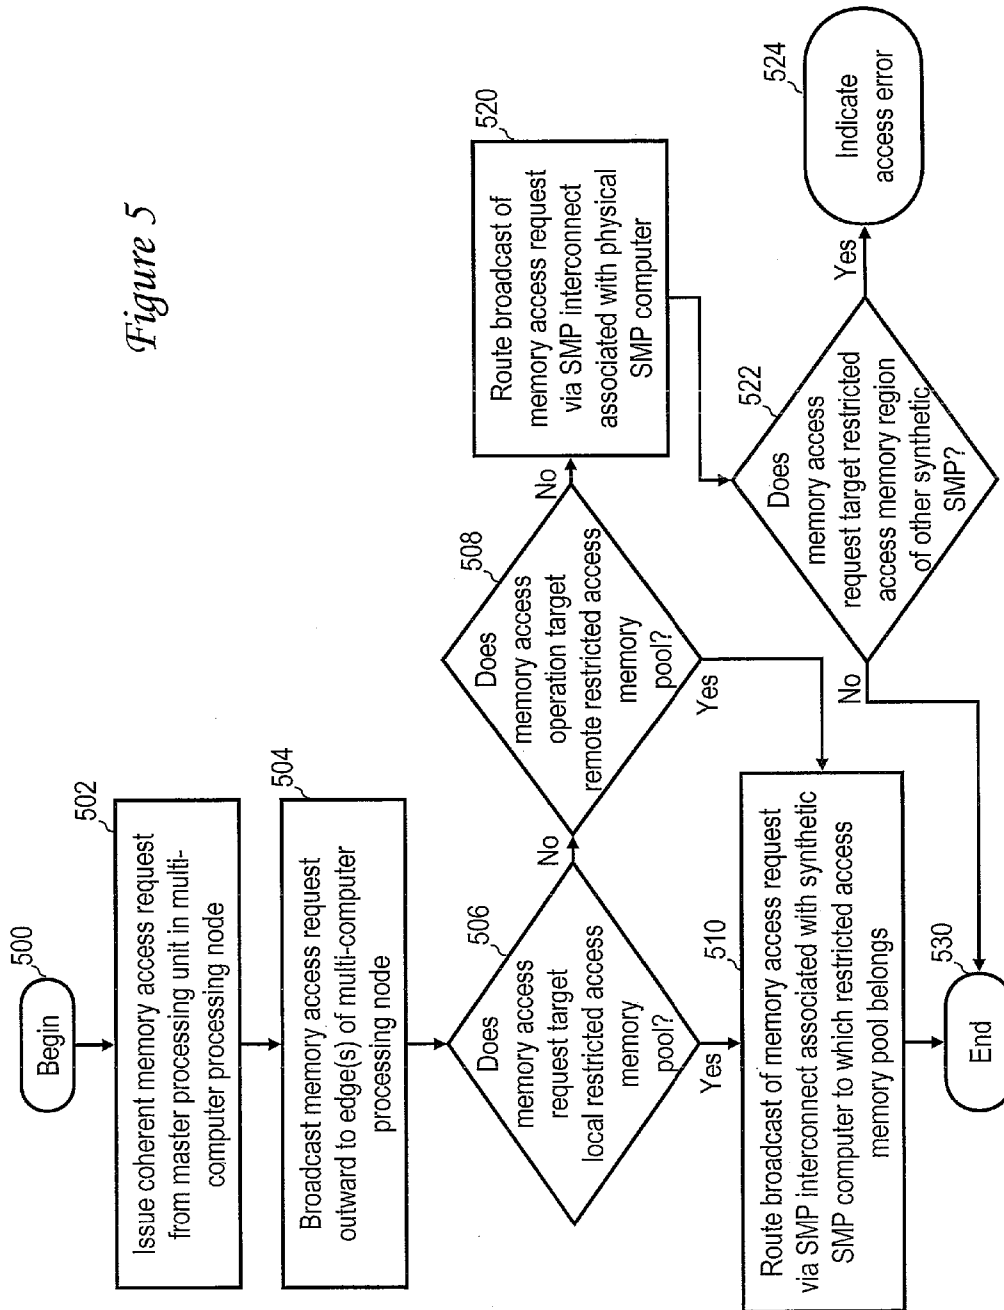 Figure 5
500
Begin
502
Issue coherent memory access request
from master processing unit in multi-
computer processing node
504
Broadcast memory access request
outward to edge(s) of multi-computer
processing node
506
Does
memory access
request target
local restricted access
memory
pool?
No
Yes
508
Does
memory access
operation target
remote restricted access
memory
pool?
No
Yes
510
Route broadcast of memory access request
via SMP interconnect associated with synthetic
SMP computer to which restricted access
memory pool belongs
520
Route broadcast of
memory access request
via SMP interconnect
associated with physical
SMP computer
522
Does
memory access
request target restricted
access memory region
of other synthetic
SMP?
Yes
No
524
Indicate
access error
530
End